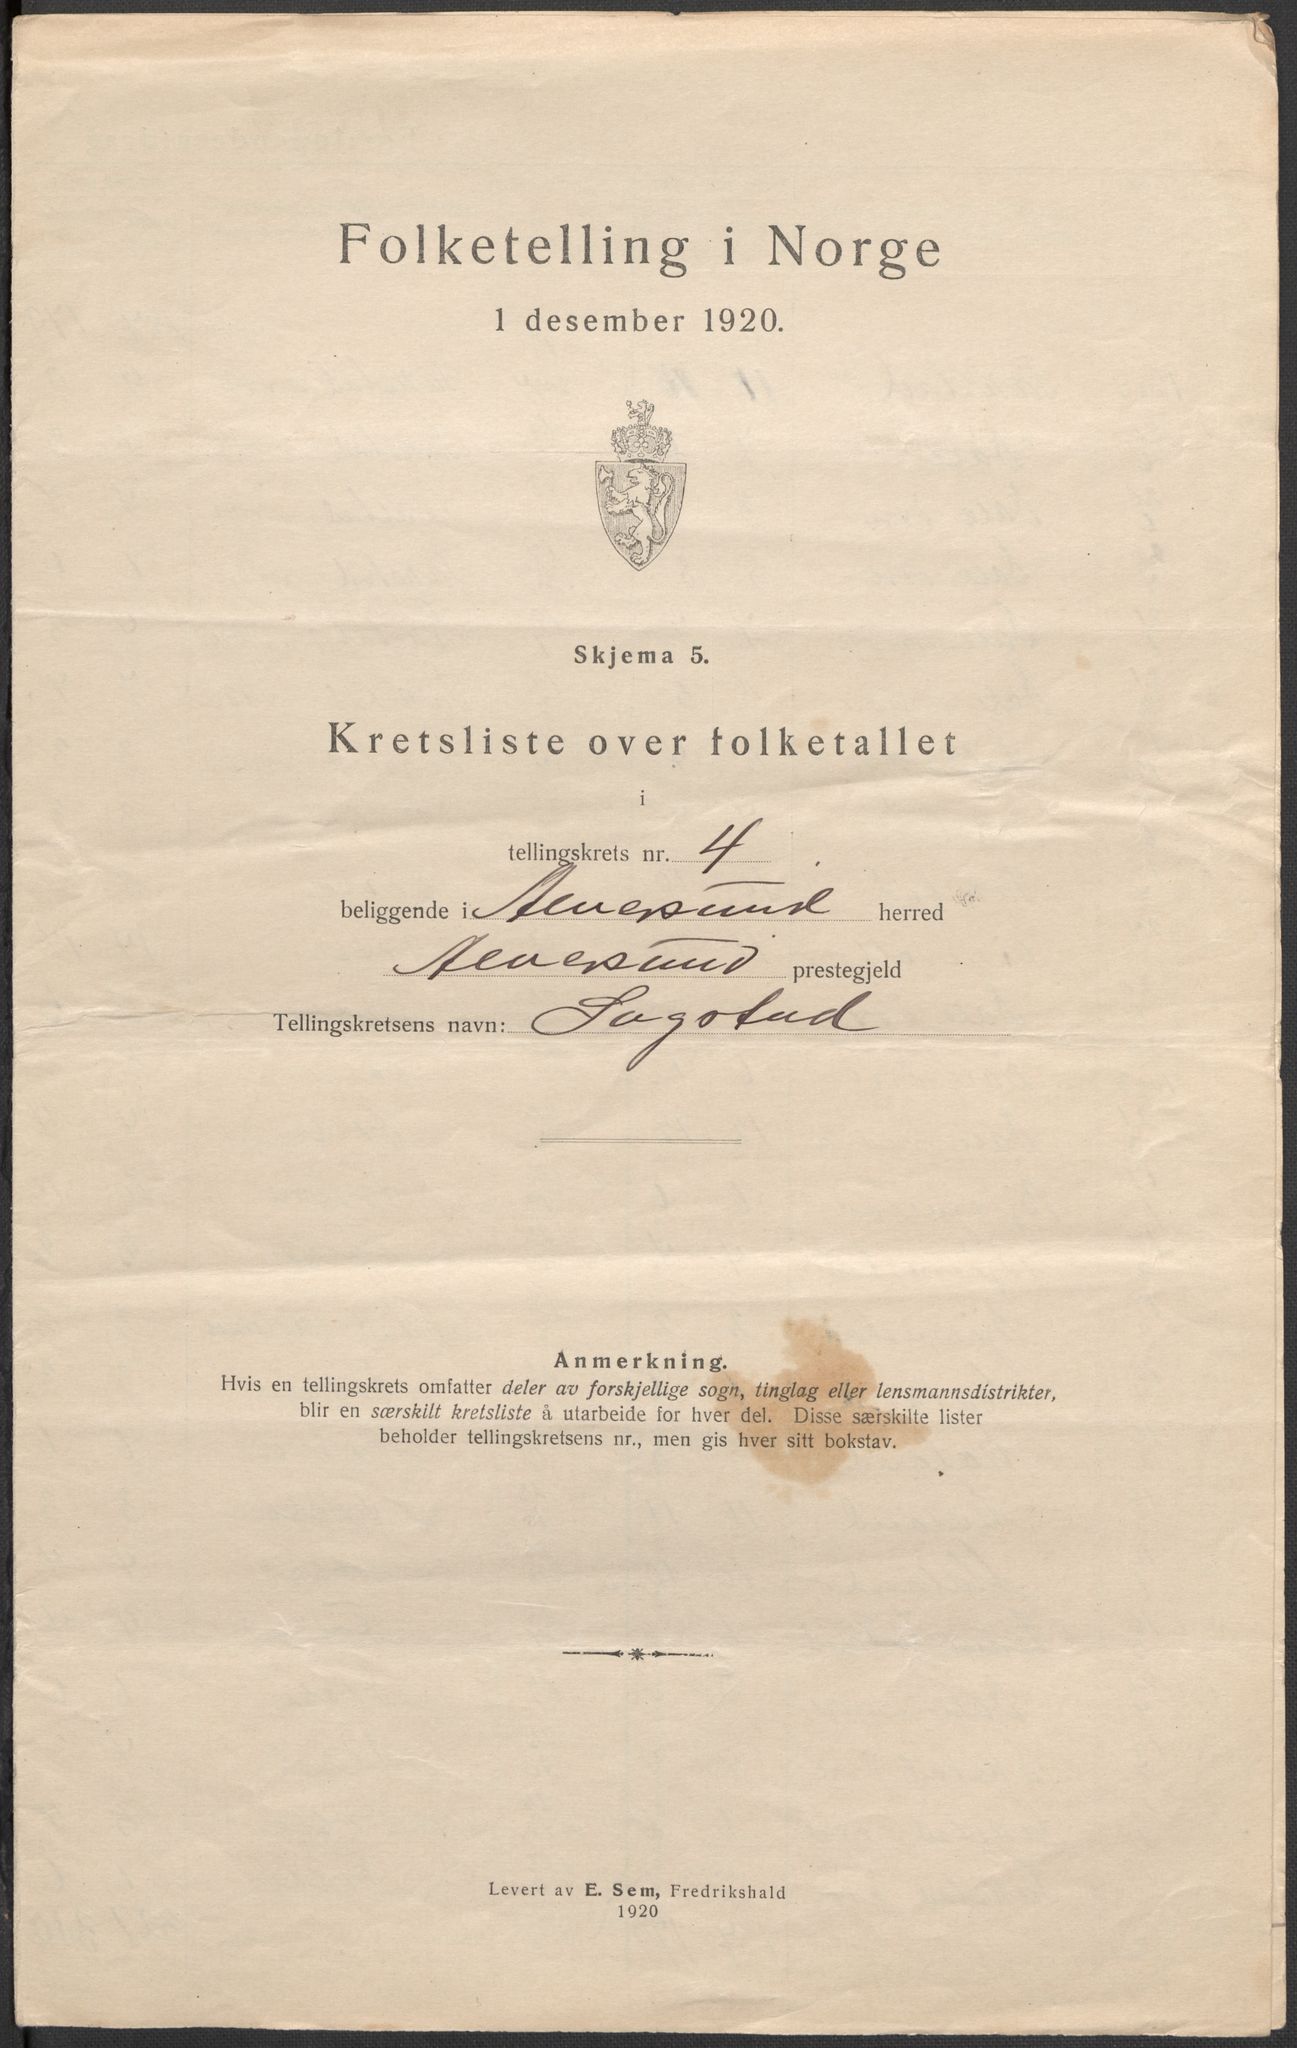 Folketelling i Norge
1 desember 1920.
Skjema 5.
Kretsliste over folketallet
i
tellingskrets nr. 4
beliggende i Alversund herred
Alversund prestegjeld
Tellingskretsens navn: Sagstad
Anmerkning.
Hvis en tellingskrets omfatter deler av forskjellige sogn, tinglag eller lensmannsdistrikter,
blir en særskilt kretsliste å utarbeide for hver del. Disse særskilte lister
beholder tellingskretsens nr., men gis hver sitt bokstav.
Levert av E. Sem, Fredrikshald
1920